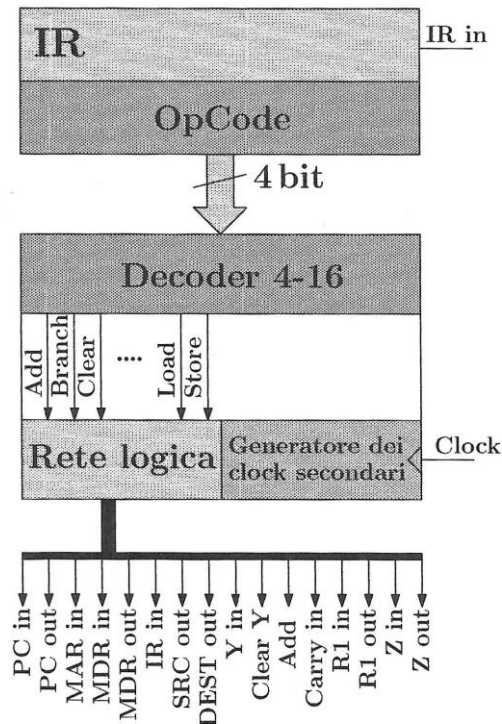 IR
IR in
OpCode
4 bit
Decoder 4-16
Add
Branch
Clear
....
Load
Store
Rete logica
Generatore dei
clock secondari
Clock
PC in
PC out
MAR in
MDR in
MDR out
IR in
SRC out
DEST out
Y in
Clear Y
Add
Carry in
R1 in
R1 out
Z in
Z out